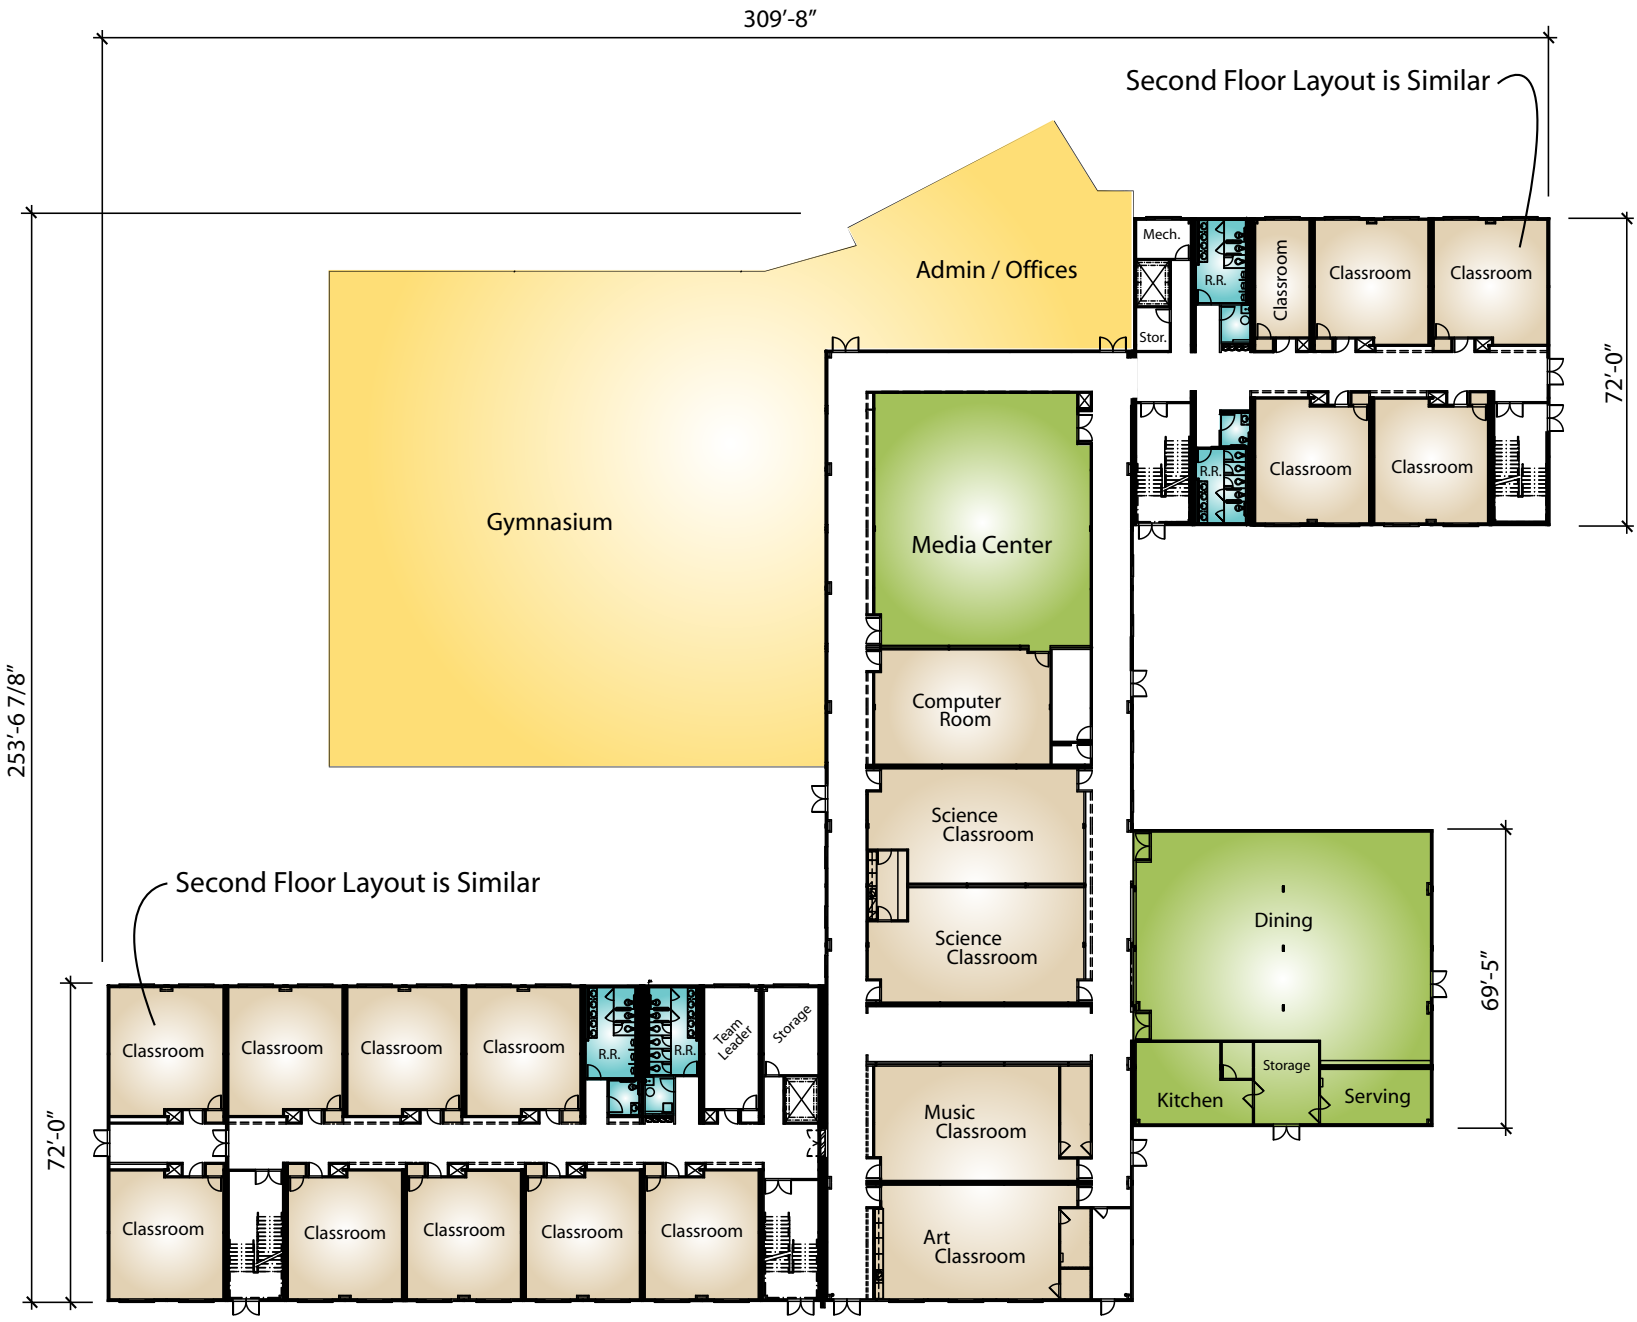 309’-8”
Second Floor Layout is Similar
Mech.
R.R.
Classroom
Classroom
Classroom
Admin / Offices
Stor.
72’-0”
R.R.
Classroom
Classroom
Gymnasium
Media Center
253’-6 7/8”
Computer
Room
Science
Classroom
Second Floor Layout is Similar
Science
Classroom
Dining
69’-5”
Classroom
Classroom
Classroom
Classroom
R.R.
R.R.
Team
Leader
Storage
Storage
Kitchen
Serving
72’-0”
Music
Classroom
Classroom
Classroom
Classroom
Classroom
Classroom
Art
Classroom